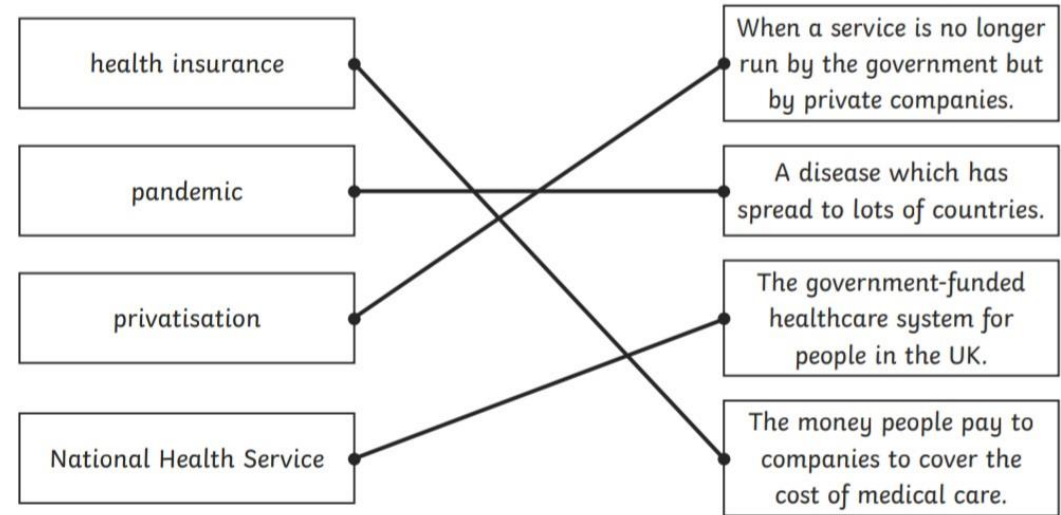 health insurance
pandemic
privatisation
National Health Service
When a service is no longer
run by the government but
by private companies.
A disease which has
spread to lots of countries.
The government-funded
healthcare system for
people in the UK.
The money people pay to
companies to cover the
cost of medical care.